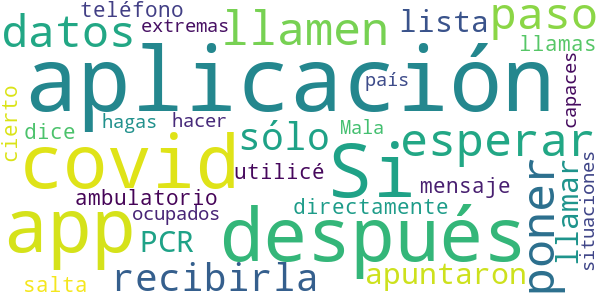 teléfono
datos
extremas
llamen
lista
paso
llamas
aplicación
país
capaces
cierto
dice
hagas
hacer
sólo
Mala
esperar
covid
utilicé
Si
mensaje
poner
llamar
situaciones
app
ambulatorio
ocupados
directamente
PCR
después
salta
recibirla
apuntaron